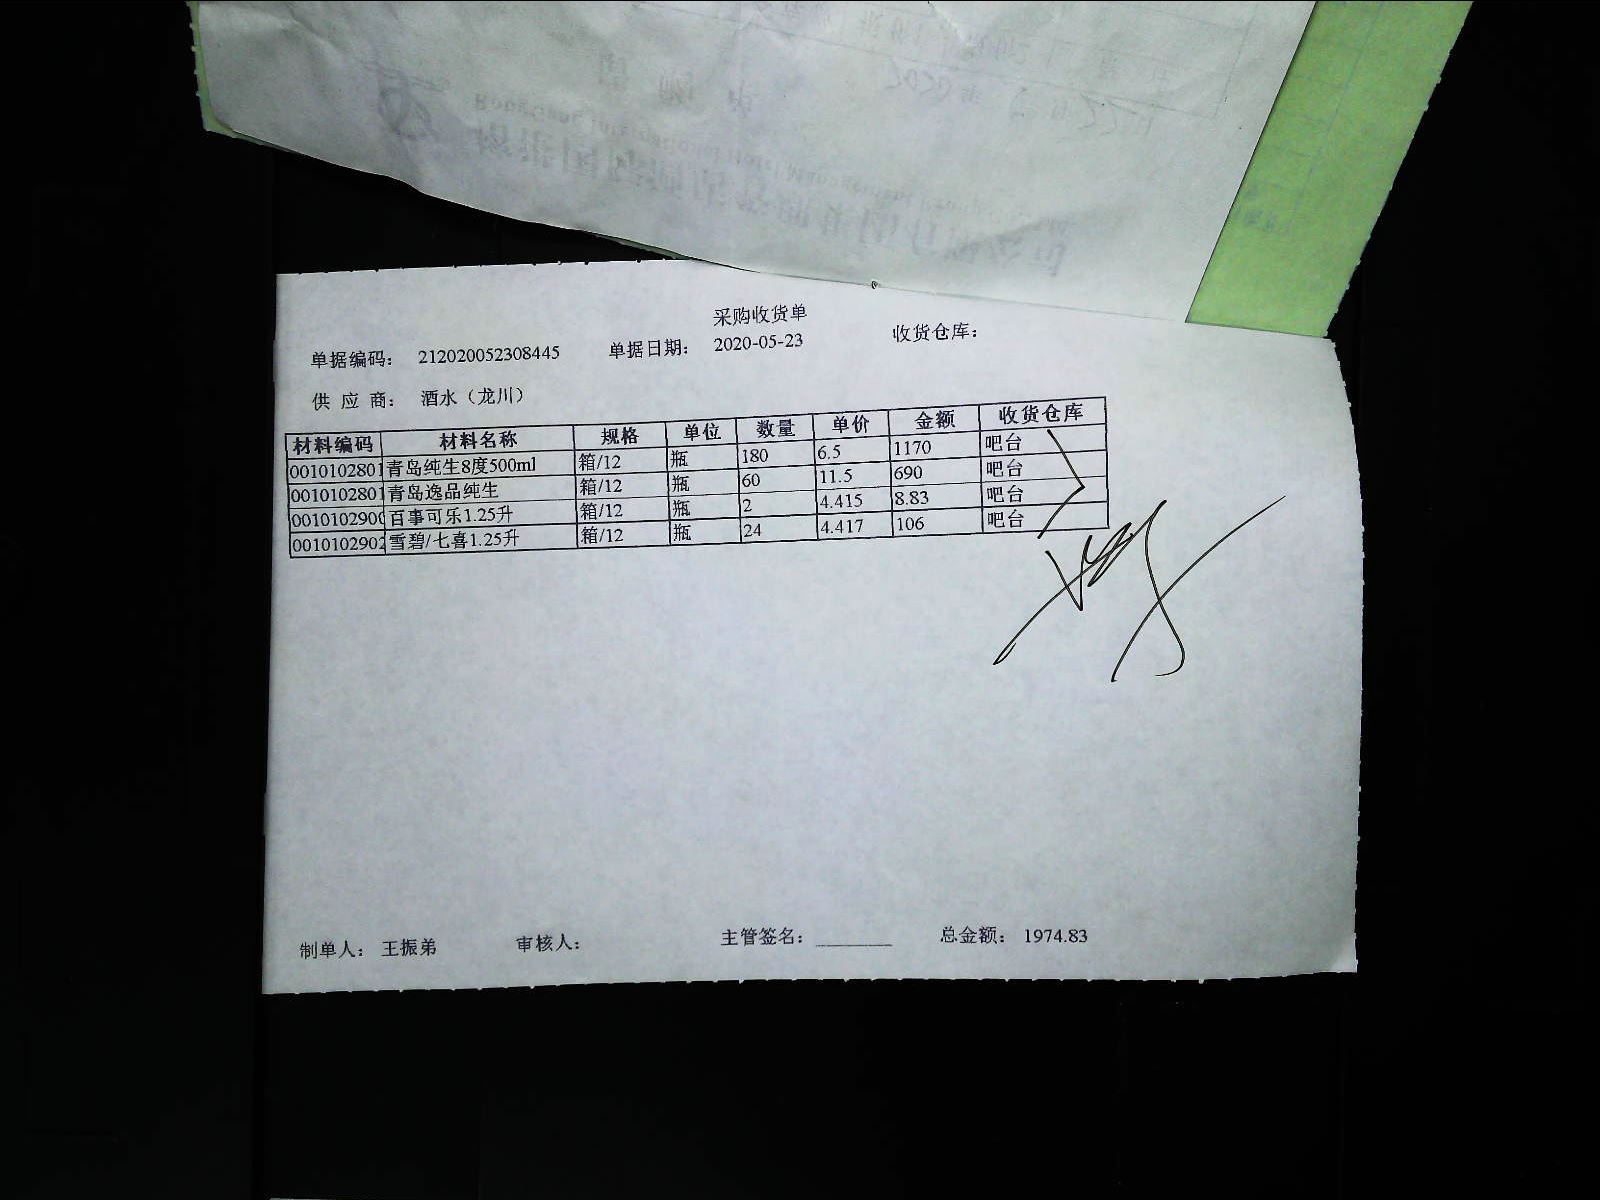 采购收货单
单据编码： 212020052308445 单据日期： 2020-05-23 收货仓库：
供 应 商： 酒水（龙川）
材料编码 材料名称 规格 单位 数量 单价 金额 收货仓库
0010102801 青岛纯生8度500ml 箱/12 瓶 180 6.5 1170 吧台
0010102801 青岛逸品纯生 箱/12 瓶 60 11.5 690 吧台
001010290 百事可乐1.25升 箱/12 瓶 2 4.415 8.83 吧台
0010102902 雪碧/七喜1.25升 箱/12 瓶 24 4.417 106 吧台
制单人： 王振弟 审核人： 主管签名： 总金额： 1974.83